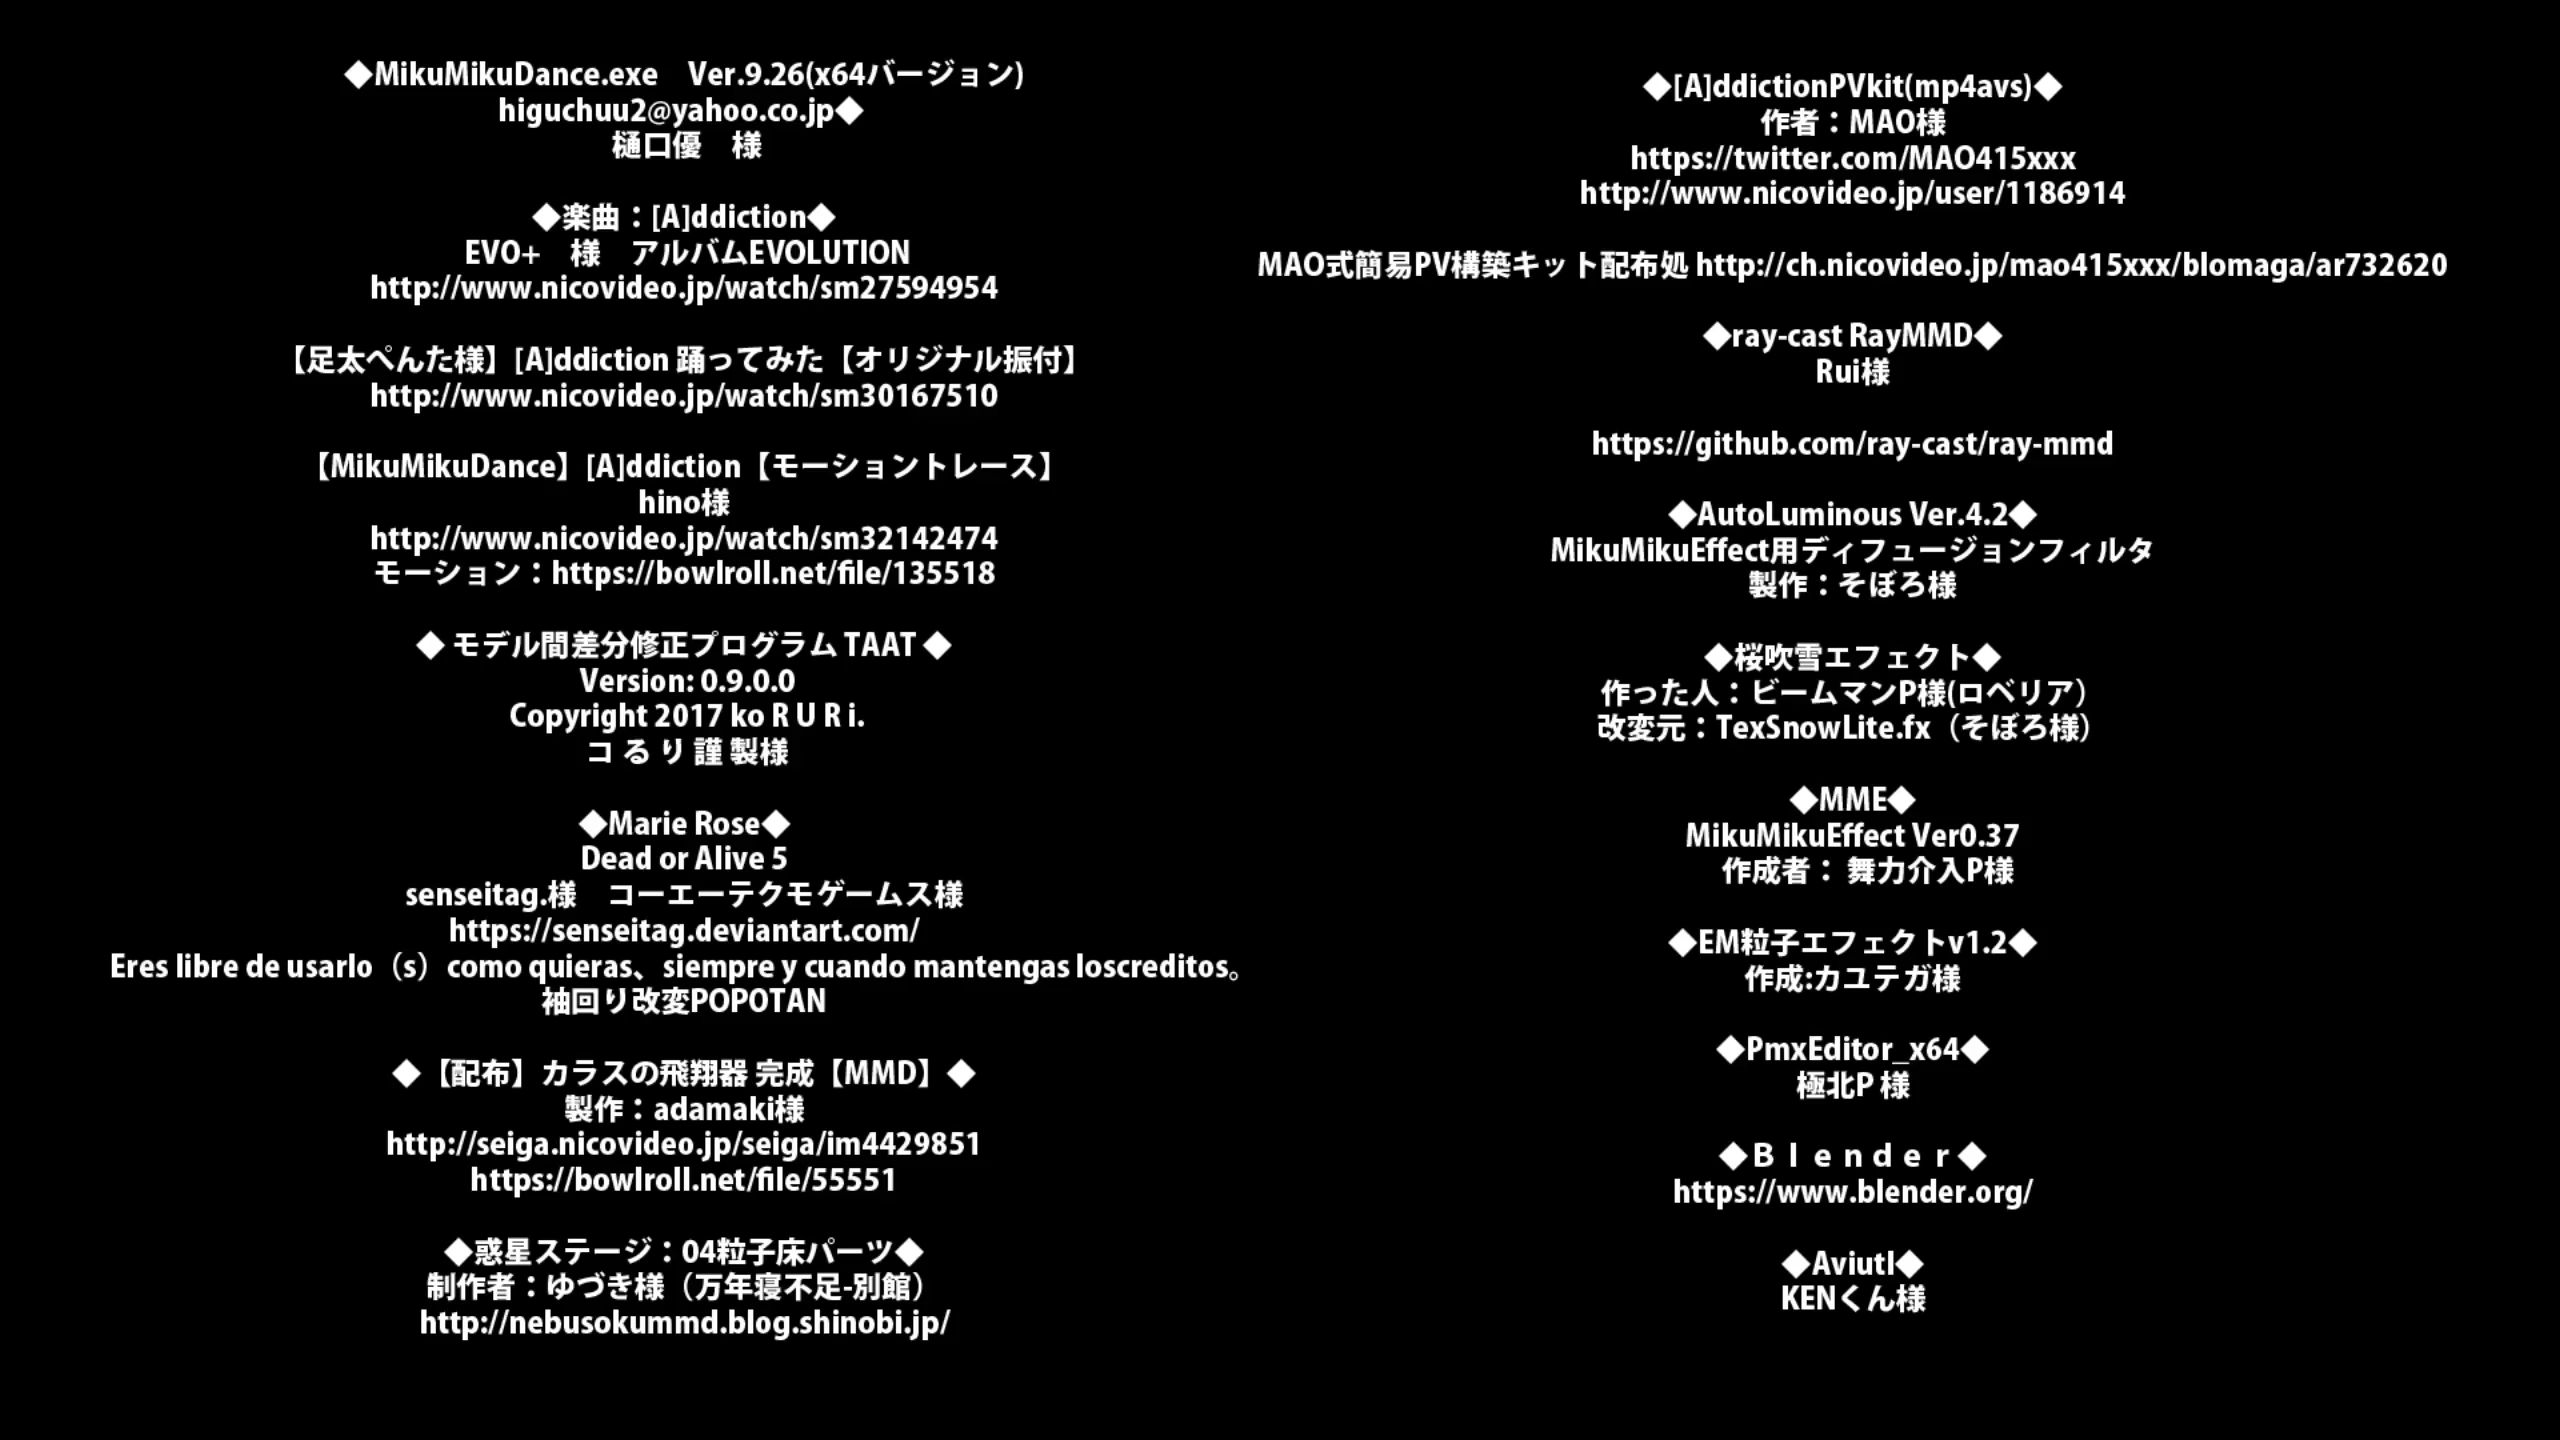 ◆MikuMikuDance.exe　Ver.9.26(x64バージョン)
higuchuu2@yahoo.co.jp◆
樋口優　様
◆楽曲：[A]ddiction◆
EVO+　様　アルバムEVOLUTION
http://www.nicovideo.jp/watch/sm27594954
【足太ぺんた様】[A]ddiction 踊ってみた【オリジナル振付】
http://www.nicovideo.jp/watch/sm30167510
【MikuMikuDance】[A]ddiction【モーショントレース】
hino様
http://www.nicovideo.jp/watch/sm32142474
モーション：https://bowlroll.net/file/135518
◆ モデル間差分修正プログラム TAAT ◆
Version: 0.9.0.0
Copyright 2017 ko R U R i.
コ る り 謹 製様
◆Marie Rose◆
Dead or Alive 5
senseitag.様　コーエーテクモゲームス様
https://senseitag.deviantart.com/
Eres libre de usarlo（s）como quieras、siempre y cuando mantengas loscreditos。
袖回り改変POPOTAN
◆【配布】カラスの飛翔器 完成【MMD】◆
製作：adamaki様
http://seiga.nicovideo.jp/seiga/im4429851
https://bowlroll.net/file/55551
◆惑星ステージ：04粒子床パーツ◆
制作者：ゆづき様（万年寝不足-別館）
http://nebusokummd.blog.shinobi.jp/
◆[A]ddictionPVkit(mp4avs)◆
作者：MAO様
https://twitter.com/MAO415xxx
http://www.nicovideo.jp/user/1186914
MAO式簡易PV構築キット配布処 http://ch.nicovideo.jp/mao415xxx/blomaga/ar732620
◆ray-cast RayMMD◆
Rui様
https://github.com/ray-cast/ray-mmd
◆AutoLuminous Ver.4.2◆
MikuMikuEffect用ディフュージョンフィルタ
製作：そぼろ様
◆桜吹雪エフェクト◆
作った人：ビームマンP様(ロベリア）
改変元：TexSnowLite.fx（そぼろ様）
◆MME◆
MikuMikuEffect Ver0.37
作成者： 舞力介入P様
◆EM粒子エフェクトv1.2◆
作成:カユテガ様
◆PmxEditor_x64◆
極北P 様
◆Ｂｌｅｎｄｅｒ◆
https://www.blender.org/
◆Aviutl◆
KENくん様